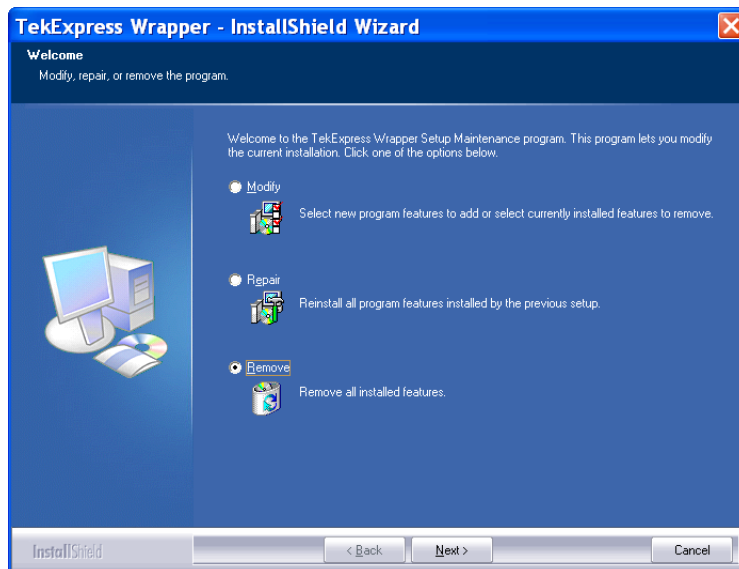 TekExpress Wrapper - InstallShield Wizard
Welcome
Modify, repair, or remove the program.
Welcome to the TekExpress Wrapper Setup Maintenance program. This program lets you modify
the current installation. Click one of the options below.
Modify
Select new program features to add or select currently installed features to remove.
Repair
Reinstall all program features installed by the previous setup.
Remove
Remove all installed features.
InstallShield
< Back
Next >
Cancel